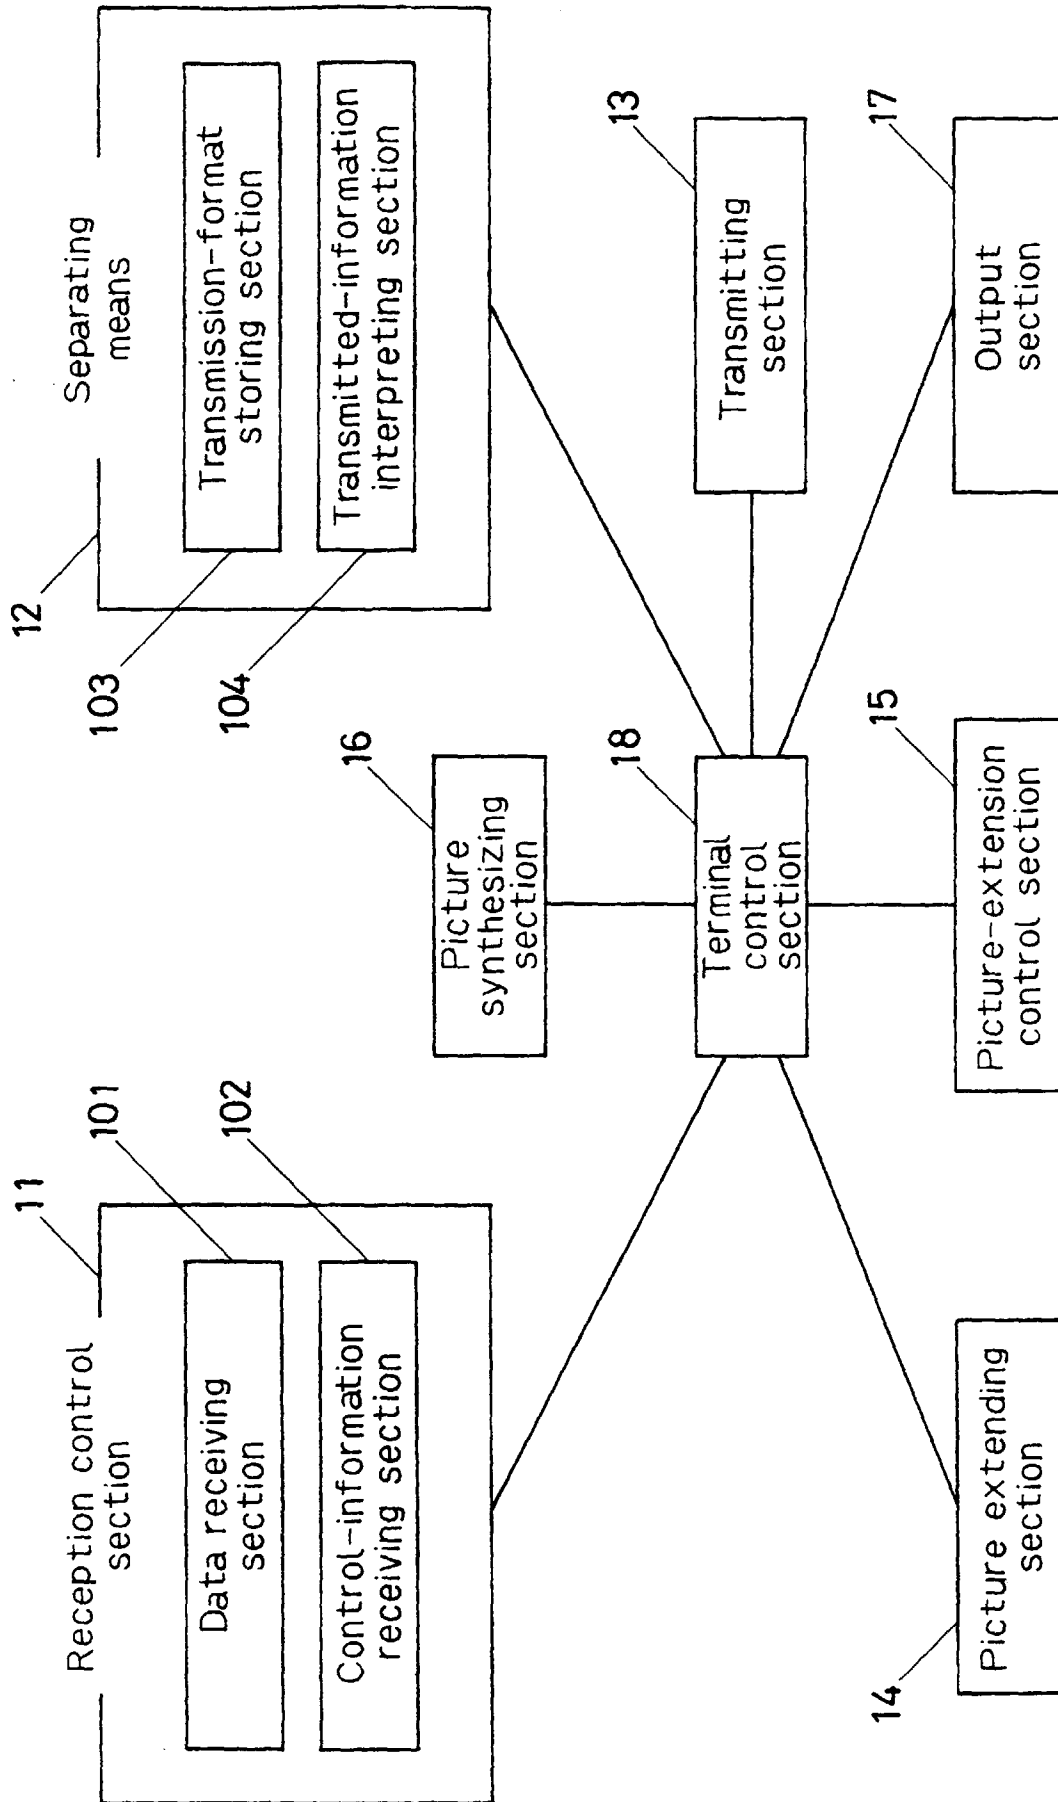 Reception control
section
11
Data receiving
section
101
Control-information
receiving section
102
Separating
means
12
Transmission-format
storing section
103
Transmitted-information
interpreting section
104
Picture
synthesizing
section
16
Terminal
control
section
18
Transmitting
section
13
Picture extending
section
14
Picture-extension
control section
15
Output
section
17